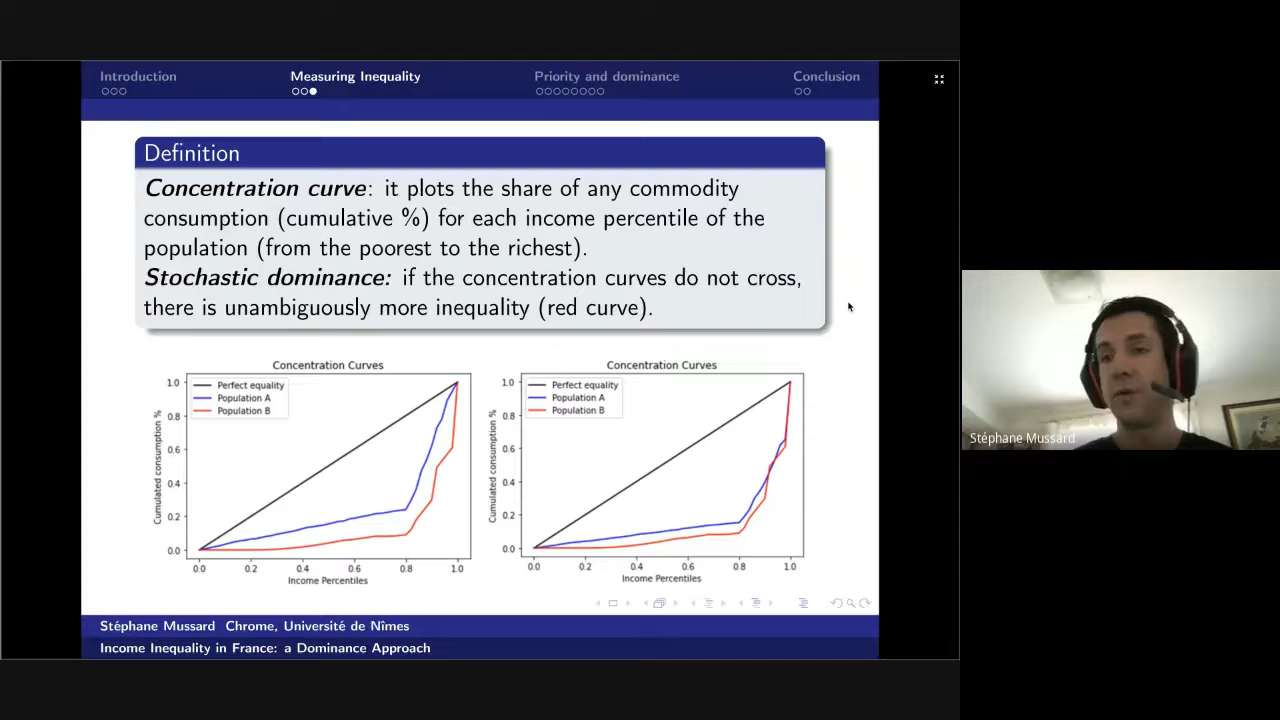 Introduction
Measuring Inequality
Priority and dominance
Conclusion
Definition
Concentration curve: it plots the share of any commodity
consumption (cumulative %) for each income percentile of the
population (from the poorest to the richest).
Stochastic dominance: if the concentration curves do not cross,
there is unambiguously more inequality (red curve).
Concentration Curves
Perfect equality
Population A
Population B
1.0
0.8
0.6
0.4
0.2
0.0
Cumulated consumption %
0.0 0.2 0.4 0.6 0.8 1.0
Income Percentiles
Concentration Curves
Perfect equality
Population A
Population B
1.0
0.8
0.6
0.4
0.2
0.0
Cumulated consumption %
0.0 0.2 0.4 0.6 0.8 1.0
Income Percentiles
Stéphane Mussard Chrome, Université de Nîmes
Income Inequality in France: a Dominance Approach
Stéphane Mussard